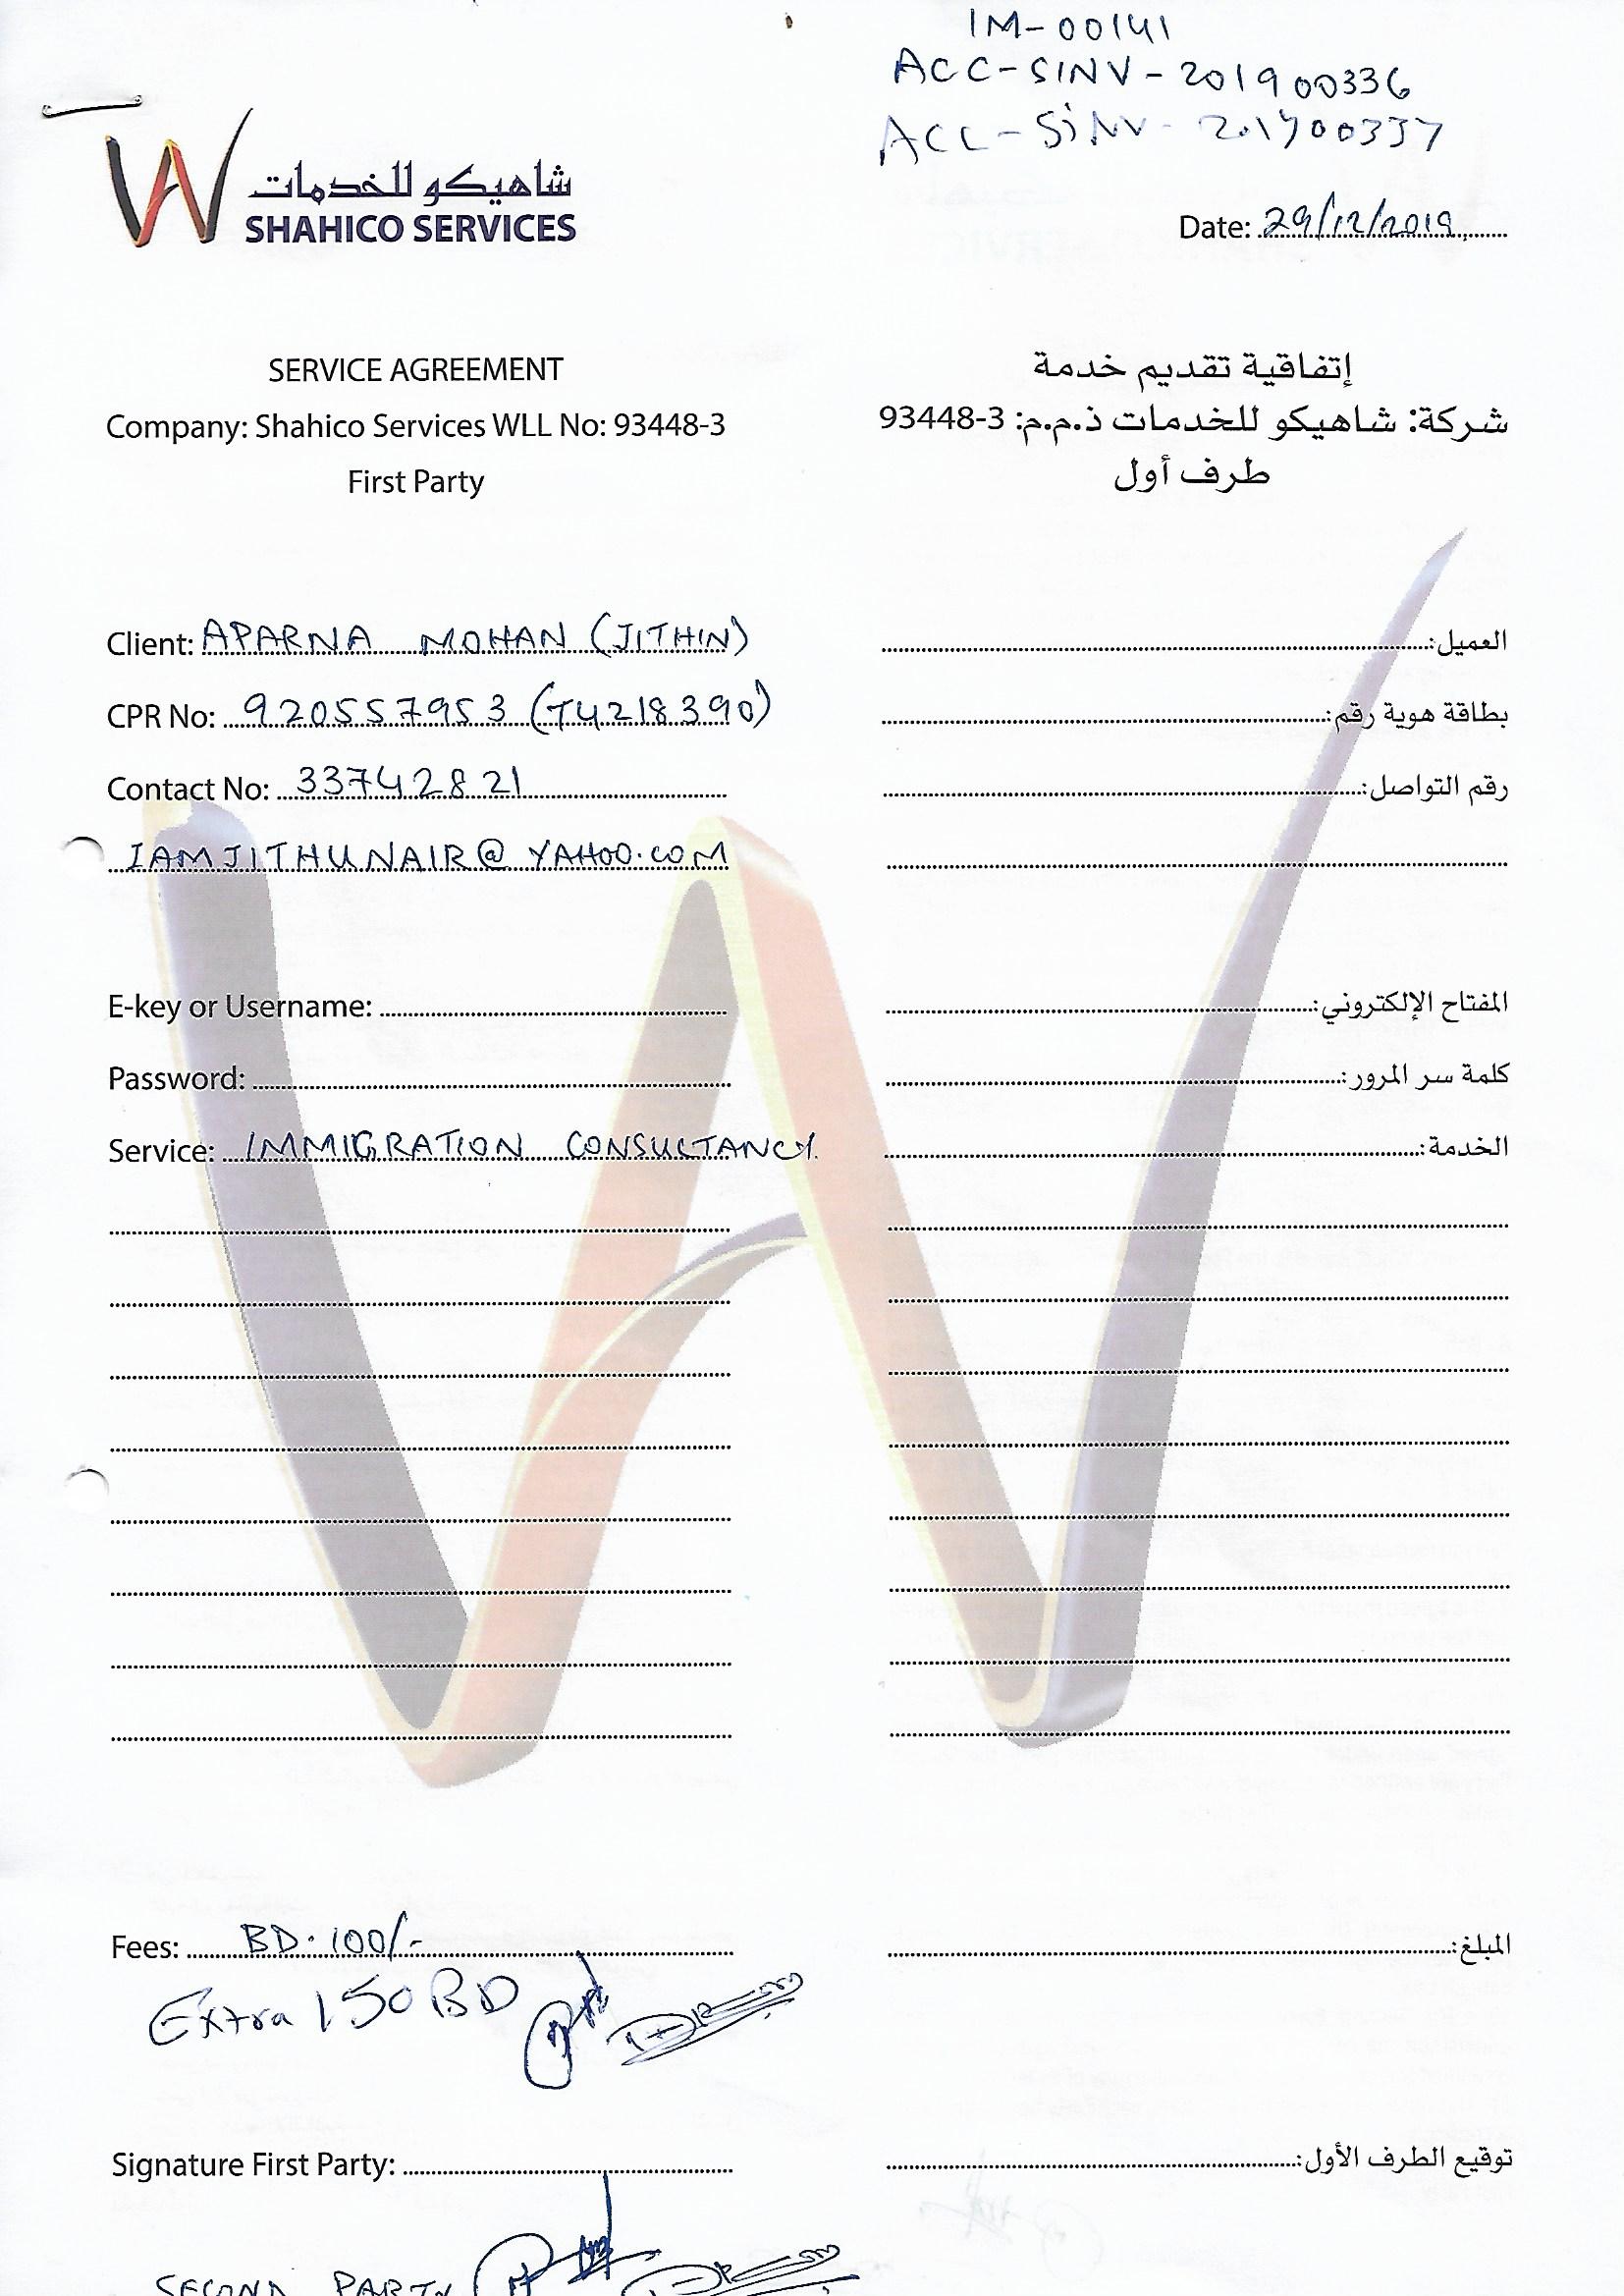 IM-00141
ACC-SINV-201900336
ACC-SINV-201900337
شاهيكو للخدمات
SHAHICO SERVICES
Date: 29/12/2019
SERVICE AGREEMENT
Company: Shahico Services WLL No: 93448-3
First Party
إتفاقية تقديم خدمة
شركة: شاهيكو للخدمات ذ.م.م: 3-93448
طرف أول
Client: APARNA MOHAN (JITHIN)
العميل:
CPR No: 920557953 (T4218390)
بطاقة هوية رقم:
Contact No: 33742821
رقم التواصل:
IAMJITHUNAIR@YAHOO.COM
E-key or Username:
المفتاح الإلكتروني:
Password:
كلمة سر المرور:
Service: IMMIGRATION CONSULTANCY.
الخدمة:
Fees: BD.100/-
المبلغ:
Extra 150 BD
Signature First Party:
توقيع الطرف الأول:
SECOND PARTY